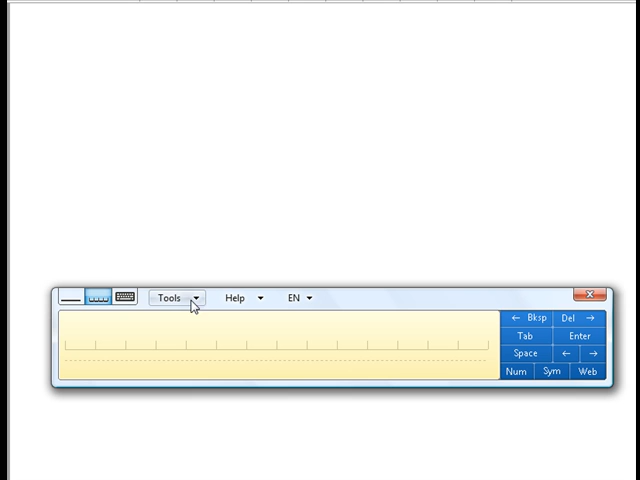 Tools Help EN
← Bksp Del →
Tab Enter
Space ← →
Num Sym Web